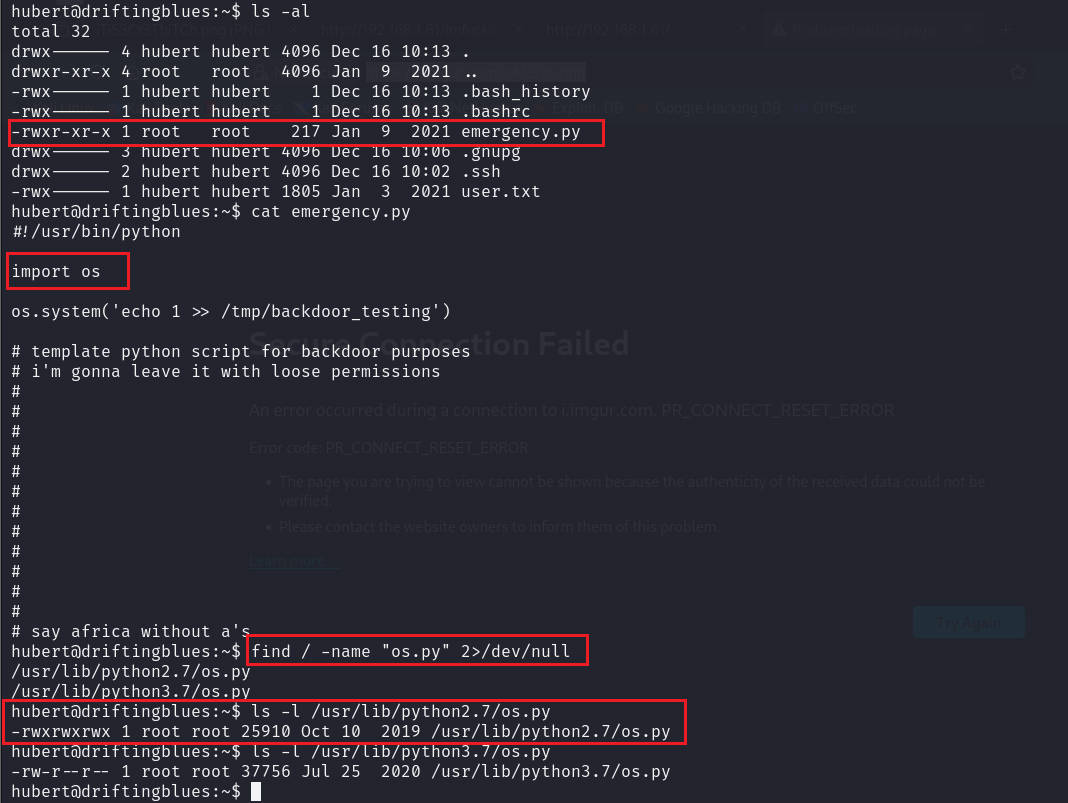 hubert@driftingblues:~$ ls -al
total 32
drwx------ 4 hubert hubert 4096 Dec 16 10:13 .
drwxr-xr-x 4 root   root   4096 Jan  9  2021 ..
-rwx------ 1 hubert hubert    1 Dec 16 10:13 .bash_history
-rwx------ 1 hubert hubert    1 Dec 16 10:13 .bashrc
-rwxr-xr-x 1 root   root    217 Jan  9  2021 emergency.py
drwx------ 3 hubert hubert 4096 Dec 16 10:06 .gnupg
drwx------ 2 hubert hubert 4096 Dec 16 10:02 .ssh
-rwx------ 1 hubert hubert 1805 Jan  3  2021 user.txt
hubert@driftingblues:~$ cat emergency.py
#!/usr/bin/python
import os
os.system('echo 1 >> /tmp/backdoor_testing')
Secure Connection Failed
# template python script for backdoor purposes
# i'm gonna leave it with loose permissions
#
#
An error occurred during a connection to i.imgur.com. PR_CONNECT_RESET_ERROR
#
#
Error code: PR_CONNECT_RESET_ERROR
#
#
The page you are trying to view cannot be shown because the authenticity of the received data could not be
verified.
#
#
Please contact the website owners to inform them of this problem.
#
#
Learn more...
#
#
# say africa without a's
Try Again
hubert@driftingblues:~$ find / -name "os.py" 2>/dev/null
/usr/lib/python2.7/os.py
/usr/lib/python3.7/os.py
hubert@driftingblues:~$ ls -l /usr/lib/python2.7/os.py
-rwxrwxrwx 1 root root 25910 Oct 10  2019 /usr/lib/python2.7/os.py
hubert@driftingblues:~$ ls -l /usr/lib/python3.7/os.py
-rw-r--r-- 1 root root 37756 Jul 25  2020 /usr/lib/python3.7/os.py
hubert@driftingblues:~$
Google Hacking DB
OffSec